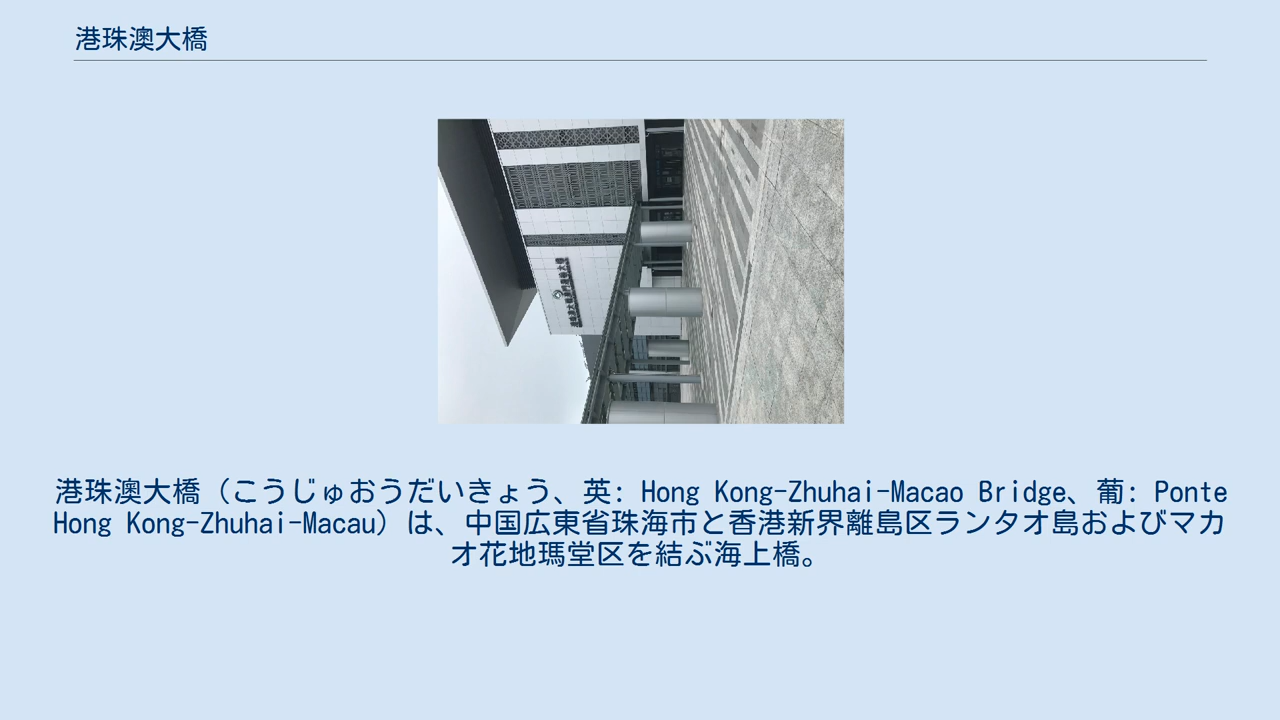 港珠澳大橋
港珠澳大橋（こうじゅおうだいきょう、英: Hong Kong-Zhuhai-Macao Bridge、葡: Ponte
Hong Kong-Zhuhai-Macau）は、中国広東省珠海市と香港新界離島区ランタオ島およびマカ
オ花地瑪堂区を結ぶ海上橋。